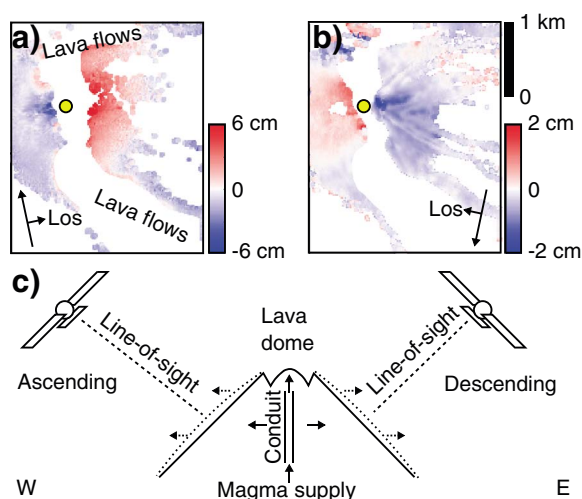 a)
Lava flows
Los
Lava flows
6 cm
0
-6 cm
b)
1 km
0
Los
2 cm
0
-2 cm
c)
Line-of-sight
Ascending
Lava
dome
Line-of-sight
Descending
Conduit
W
Magma supply
E